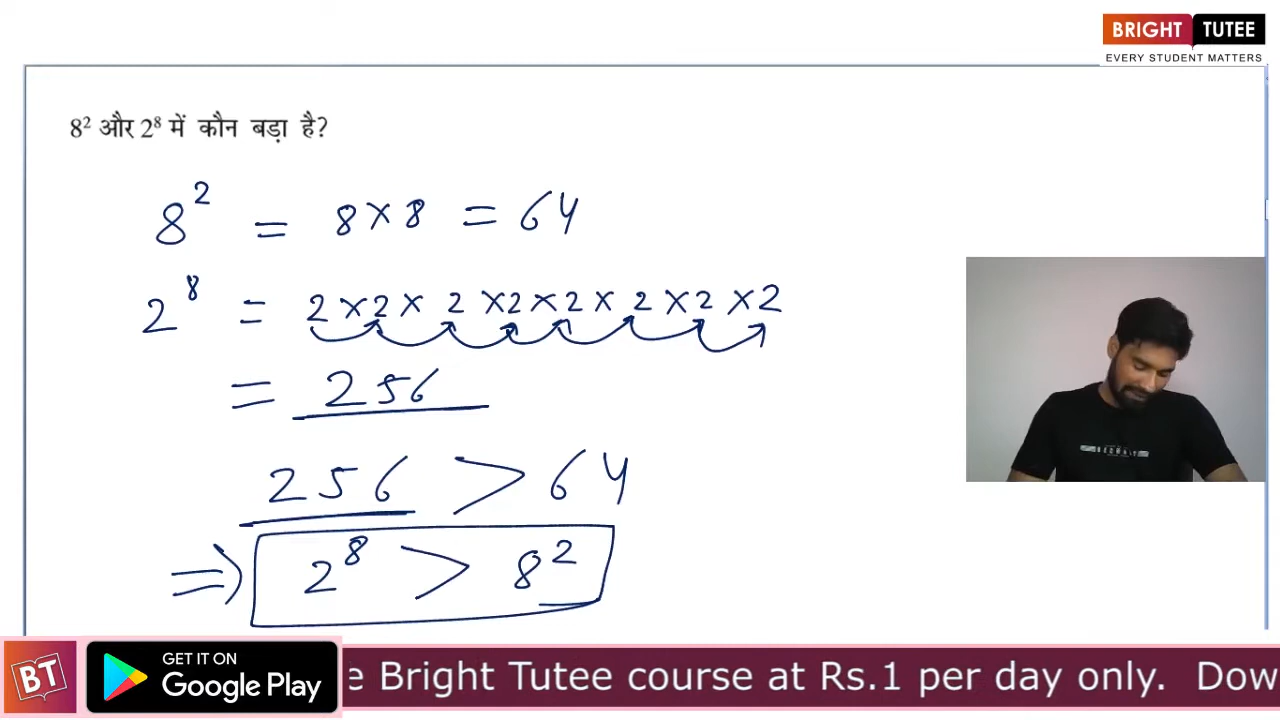 BRIGHT TUTEE
EVERY STUDENT MATTERS
8² और 2⁸ में कौन बड़ा है?
8² = 8 × 8 = 64
2⁸ = 2 × 2 × 2 × 2 × 2 × 2 × 2 × 2
= 256
256 > 64
⇒ 2⁸ > 8²
BT
GET IT ON
Google Play
e Bright Tutee course at Rs.1 per day only. Dow